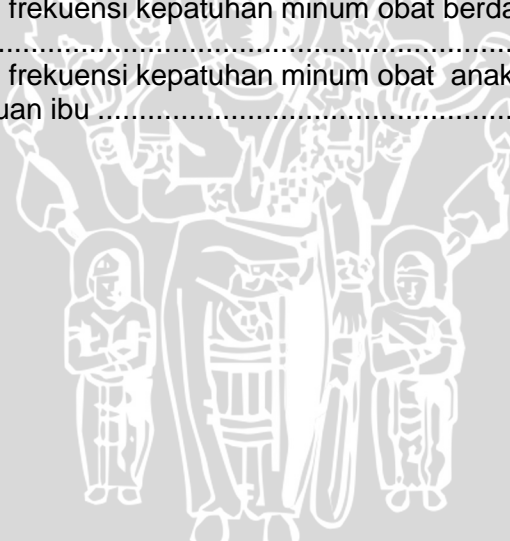 frekuensi kepatuhan minum obat berda
....................................................................
frekuensi kepatuhan minum obat  anak
uan ibu ......................................................